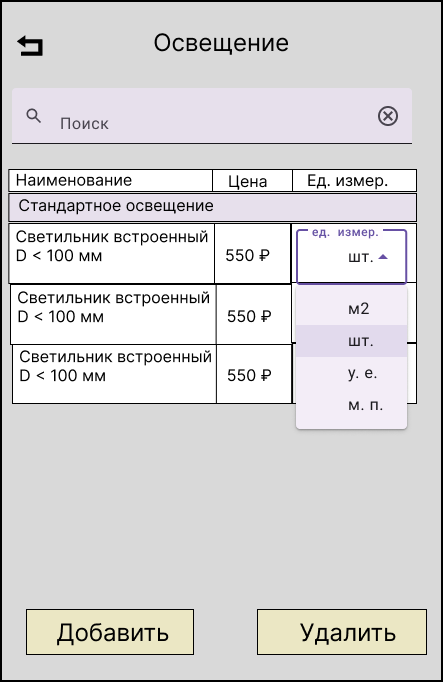 Освещение
Поиск
Наименование Цена Ед. измер.
Стандартное освещение
Светильник встроенный
D < 100 мм
550 ₽
ед. измер.
шт.
Светильник встроенный
D < 100 мм
550 ₽
Светильник встроенный
D < 100 мм
550 ₽
м2
шт.
у. е.
м. п.
Добавить Удалить